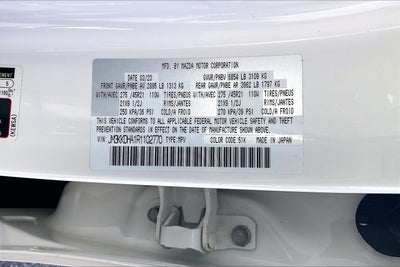 MFD. BY MAZDA MOTOR CORPORATION
DATE 03/23 GVWR/PNBV 6854 LB 3109 KG
FRONT GAWR/PNBE AV 2895 LB 1313 KG REAR GAWR/PNBE AR 3962 LB 1797 KG
WITH/AVEC 275 /45R21 110W TIRES/PNEUS WITH/AVEC 275 /45R21 110W TIRES/PNEUS
21X9 1/2J RIMS/JANTES 21X9 1/2J RIMS/JANTES
250 KPA/36 PSI COLD/A FROID 270 KPA/39 PSI COLD/A FROID
THIS VEHICLE CONFORMS TO ALL APPLICABLE FEDERAL MOTOR VEHICLE SAFETY AND THEFT
PREVENTION STANDARDS IN EFFECT ON THE DATE OF MANUFACTURE SHOWN ABOVE.
VIN: JM3KKDHA1R1102770 TYPE:MPV COLOR CODE:51K MADE IN JAPAN